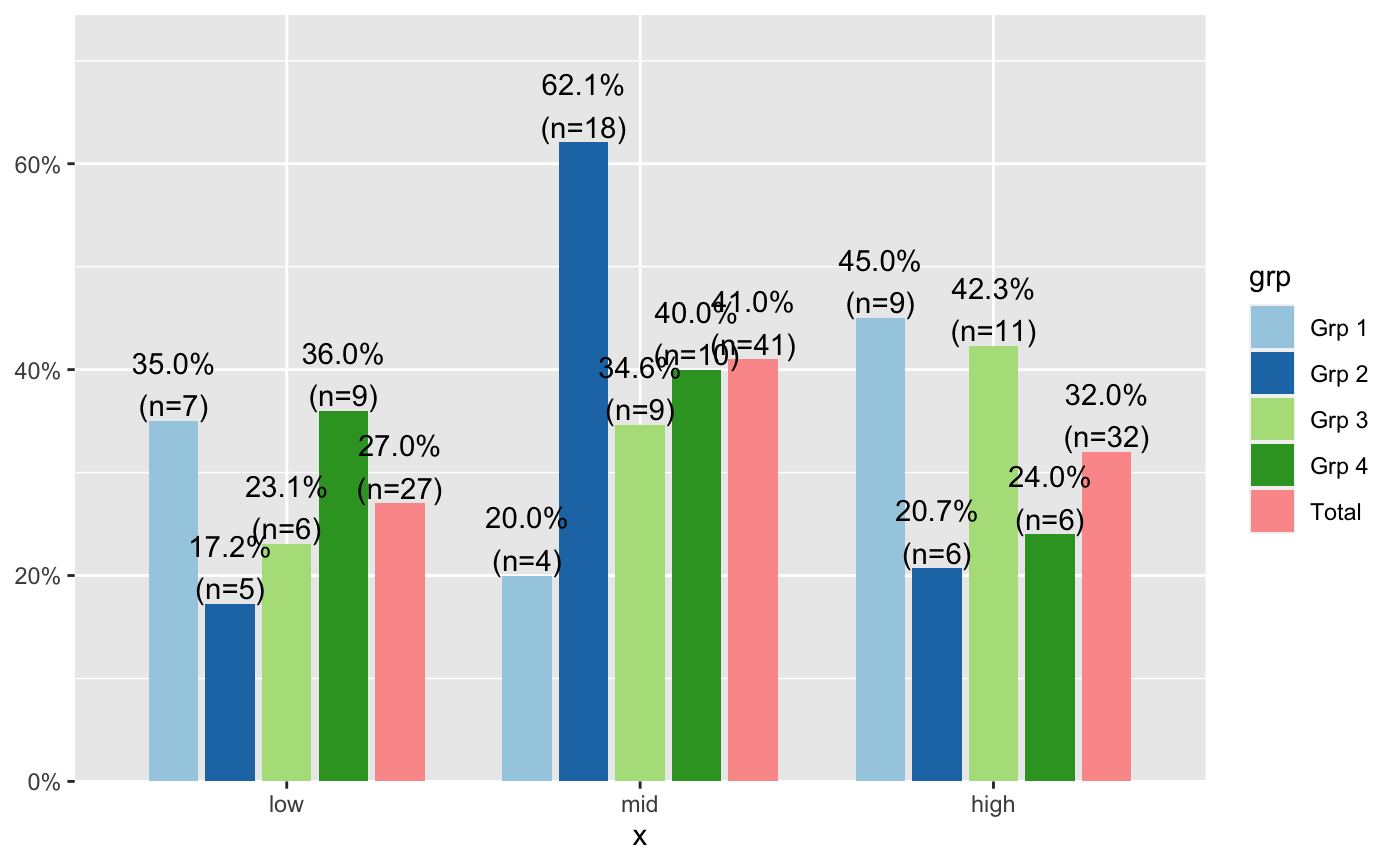 62.1%
(n=18)
60%
45.0%
(n=9)
42.3%
(n=11)
41.0%
(n=41)
40.0%
(n=10)
34.6%
(n=9)
40%
35.0%
(n=7)
36.0%
(n=9)
32.0%
(n=32)
27.0%
(n=27)
23.1%
(n=6)
24.0%
(n=6)
20.0%
(n=4)
20.7%
(n=6)
17.2%
(n=5)
20%
0%
low
mid
high
x
grp
Grp 1
Grp 2
Grp 3
Grp 4
Total